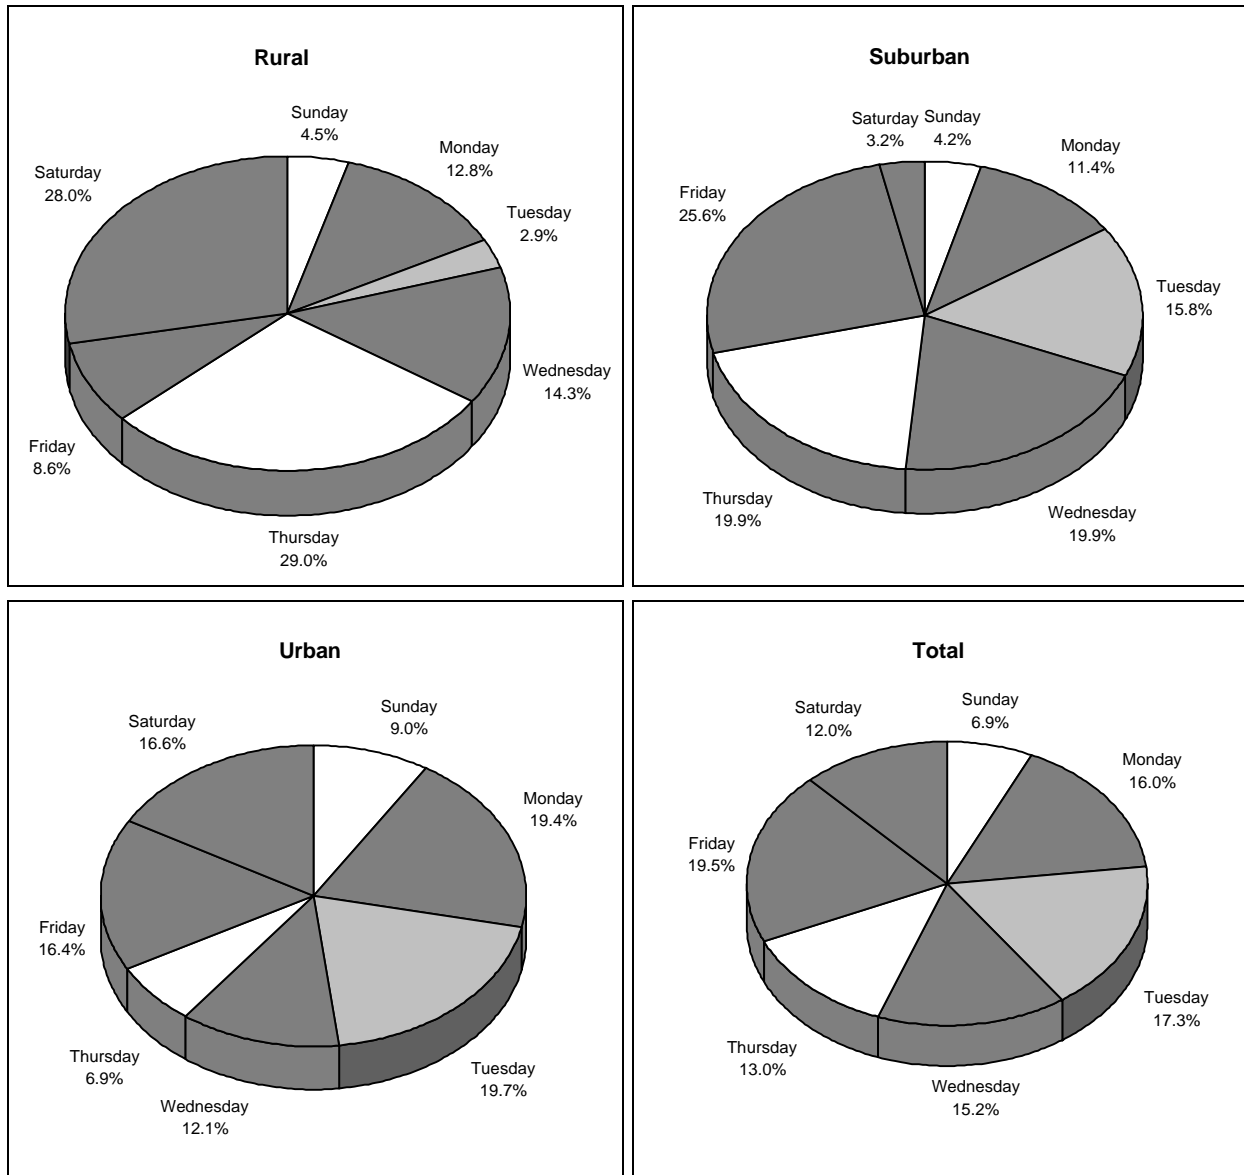 Rural
Sunday
4.5%
Monday
12.8%
Tuesday
2.9%
Wednesday
14.3%
Thursday
29.0%
Friday
8.6%
Saturday
28.0%
Suburban
Sunday
4.2%
Monday
11.4%
Tuesday
15.8%
Wednesday
19.9%
Thursday
19.9%
Friday
25.6%
Saturday
3.2%
Urban
Sunday
9.0%
Monday
19.4%
Tuesday
19.7%
Wednesday
12.1%
Thursday
6.9%
Friday
16.4%
Saturday
16.6%
Total
Sunday
6.9%
Monday
16.0%
Tuesday
17.3%
Wednesday
15.2%
Thursday
13.0%
Friday
19.5%
Saturday
12.0%